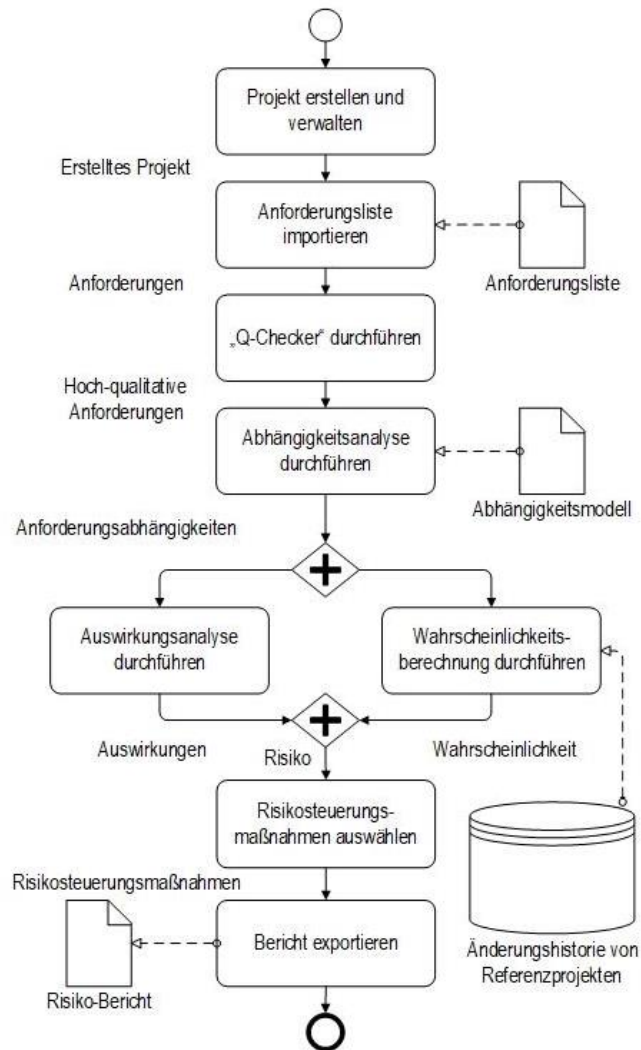 Projekt erstellen und
verwalten
Erstelltes Projekt
Anforderungsliste
importieren
Anforderungsliste
Anforderungen
„Q-Checker“ durchführen
Hoch-qualitative
Anforderungen
Abhängigkeitsanalyse
durchführen
Abhängigkeitsmodell
Anforderungsabhängigkeiten
Auswirkungsanalyse
durchführen
Wahrscheinlichkeits-
berechnung durchführen
Auswirkungen
Risiko
Wahrscheinlichkeit
Risikosteuerungs-
maßnahmen auswählen
Risikosteuerungsmaßnahmen
Bericht exportieren
Risiko-Bericht
Änderungshistorie von
Referenzprojekten